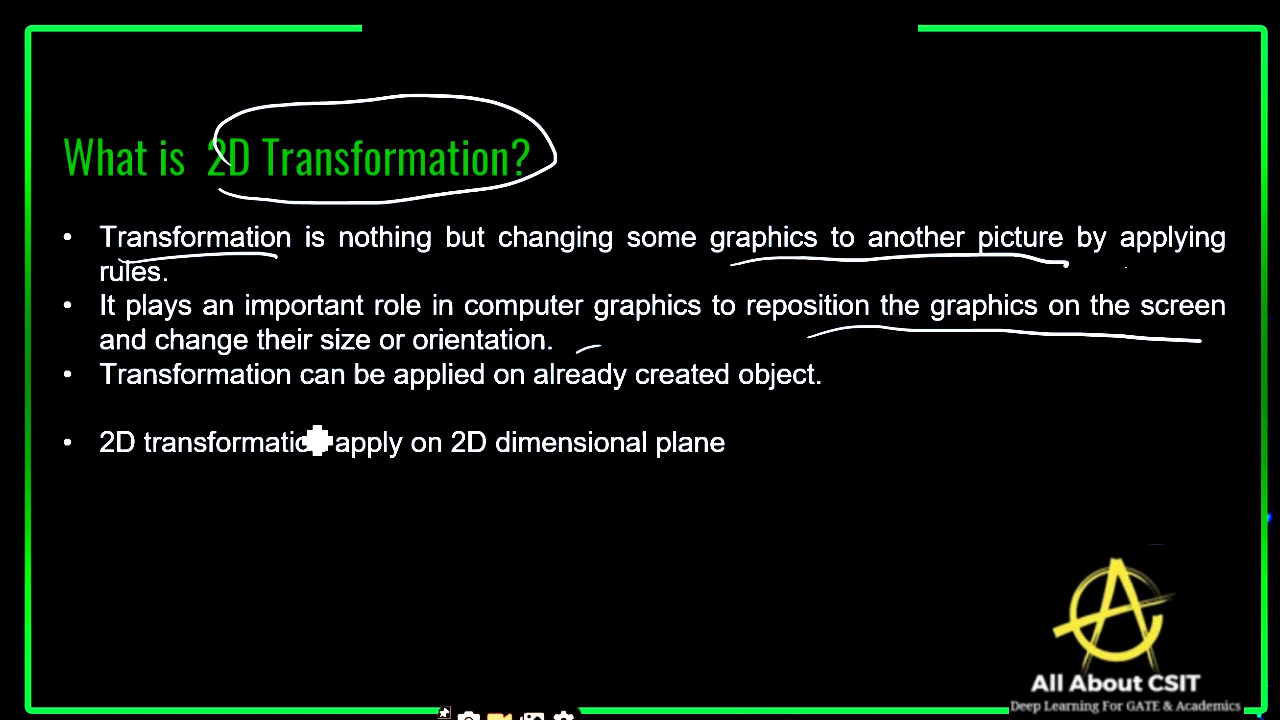 What is 2D Transformation?
• Transformation is nothing but changing some graphics to another picture by applying
rules.
• It plays an important role in computer graphics to reposition the graphics on the screen
and change their size or orientation.
• Transformation can be applied on already created object.
• 2D transformation apply on 2D dimensional plane
All About CSIT
Deep Learning For GATE & Academics